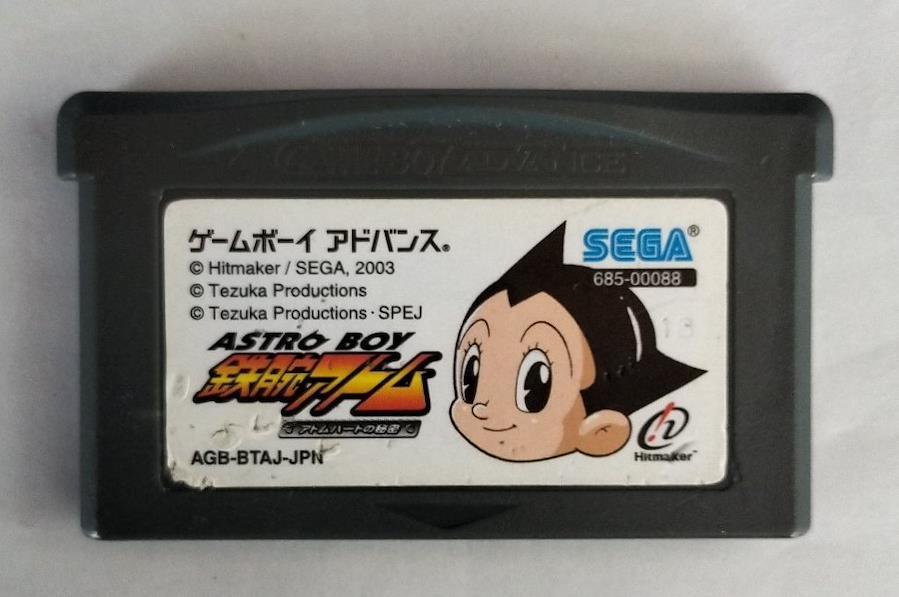 GAME BOY ADVANCE
ゲームボーイ アドバンス®
SEGA®
© Hitmaker / SEGA, 2003
685-00088
© Tezuka Productions
© Tezuka Productions · SPEJ
18
ASTRO BOY
鉄腕アトム
アトムハートの秘密
AGB-BTAJ-JPN
Hitmaker™